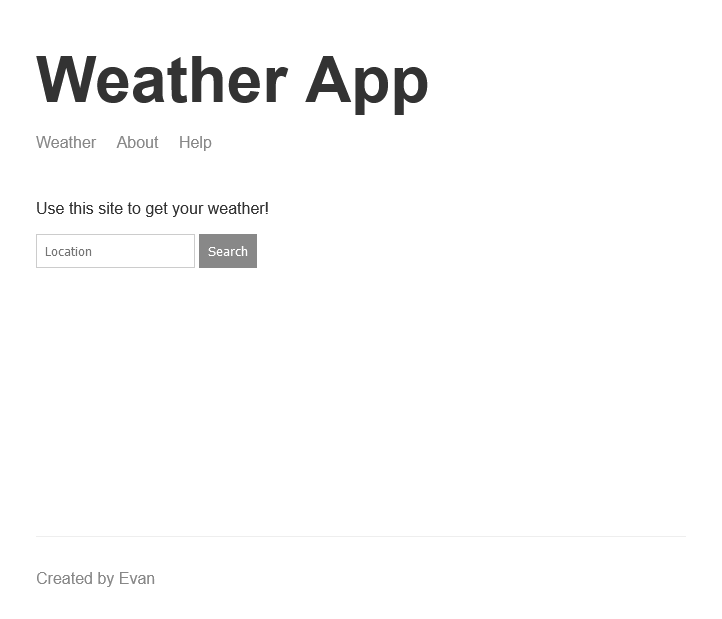 Weather App
Weather About Help
Use this site to get your weather!
Location Search
Created by Evan